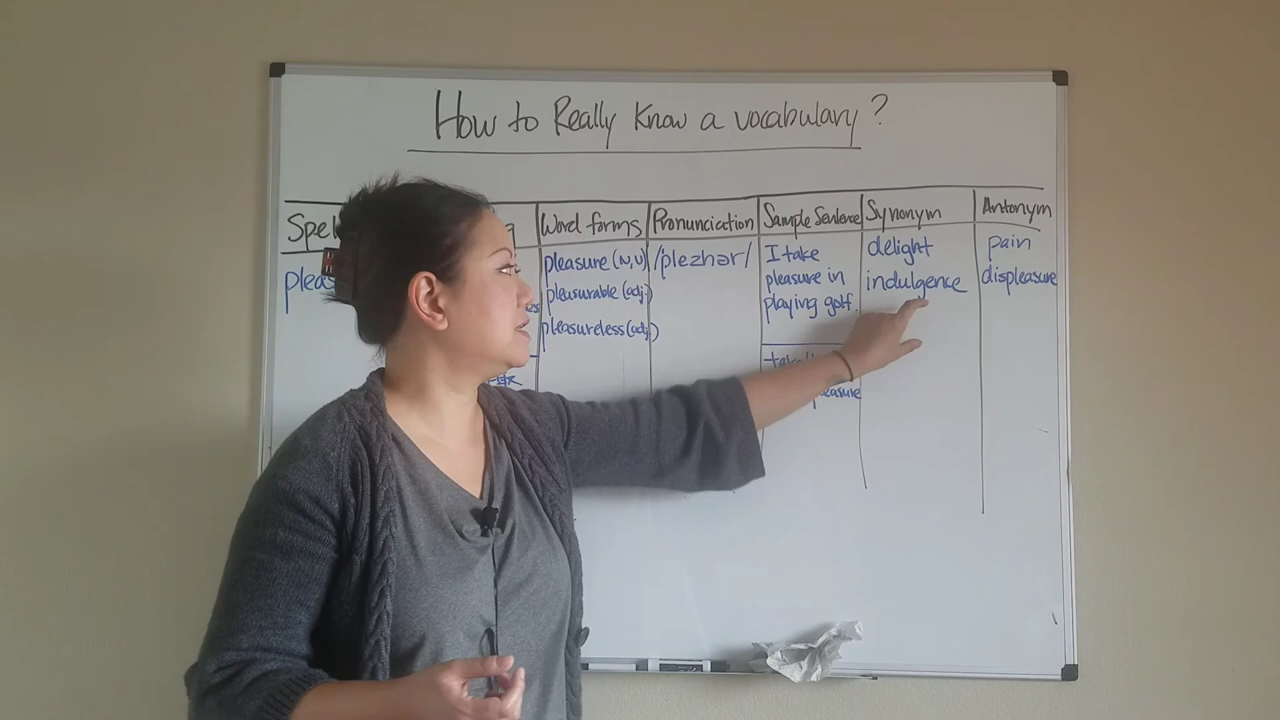 How to Really Know a vocabulary?
Word forms
Pronunciation
Sample Sentence
Synonym
Antonym
pleasure (N, V)
pleasurable (adj.)
pleasureless (adj.)
/plezhər/
I take
pleasure in
playing golf.
delight
indulgence
pain
displeasure